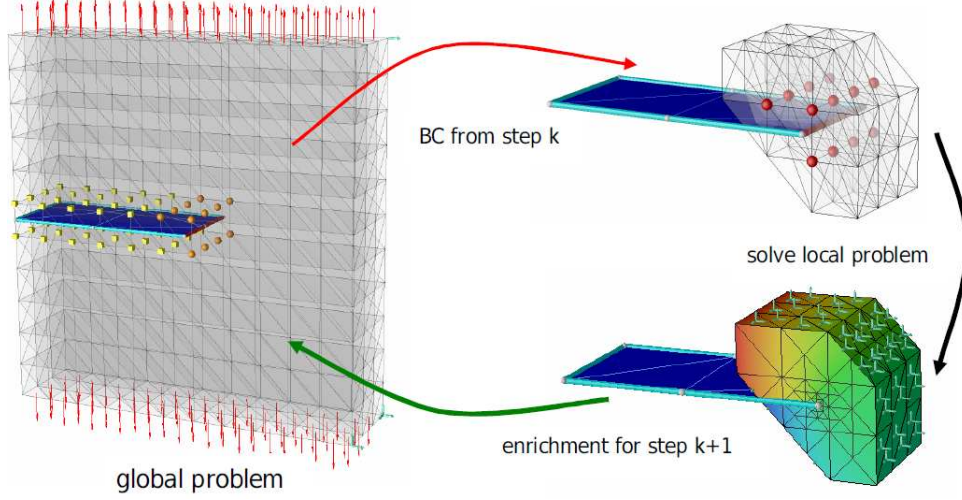 BC from step k
solve local problem
enrichment for step k+1
global problem